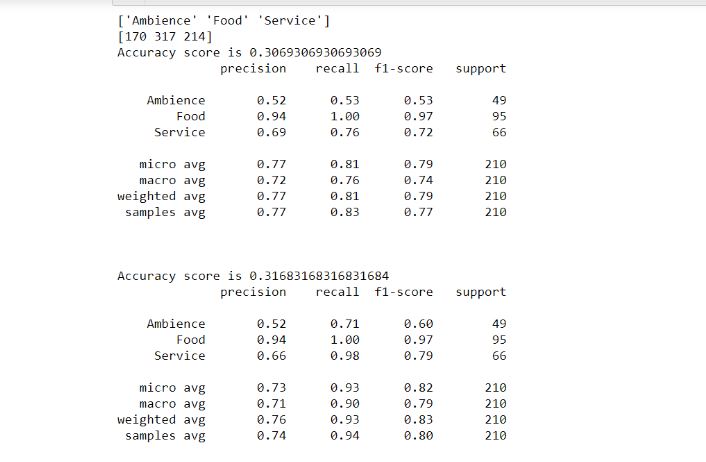 ['Ambience' 'Food' 'Service']
[170 317 214]
Accuracy score is 0.3069306930693069
precision recall f1-score support
Ambience 0.52 0.53 0.53 49
Food 0.94 1.00 0.97 95
Service 0.69 0.76 0.72 66
micro avg 0.77 0.81 0.79 210
macro avg 0.72 0.76 0.74 210
weighted avg 0.77 0.81 0.79 210
samples avg 0.77 0.83 0.77 210
Accuracy score is 0.31683168316831684
precision recall f1-score support
Ambience 0.52 0.71 0.60 49
Food 0.94 1.00 0.97 95
Service 0.66 0.98 0.79 66
micro avg 0.73 0.93 0.82 210
macro avg 0.71 0.90 0.79 210
weighted avg 0.76 0.93 0.83 210
samples avg 0.74 0.94 0.80 210